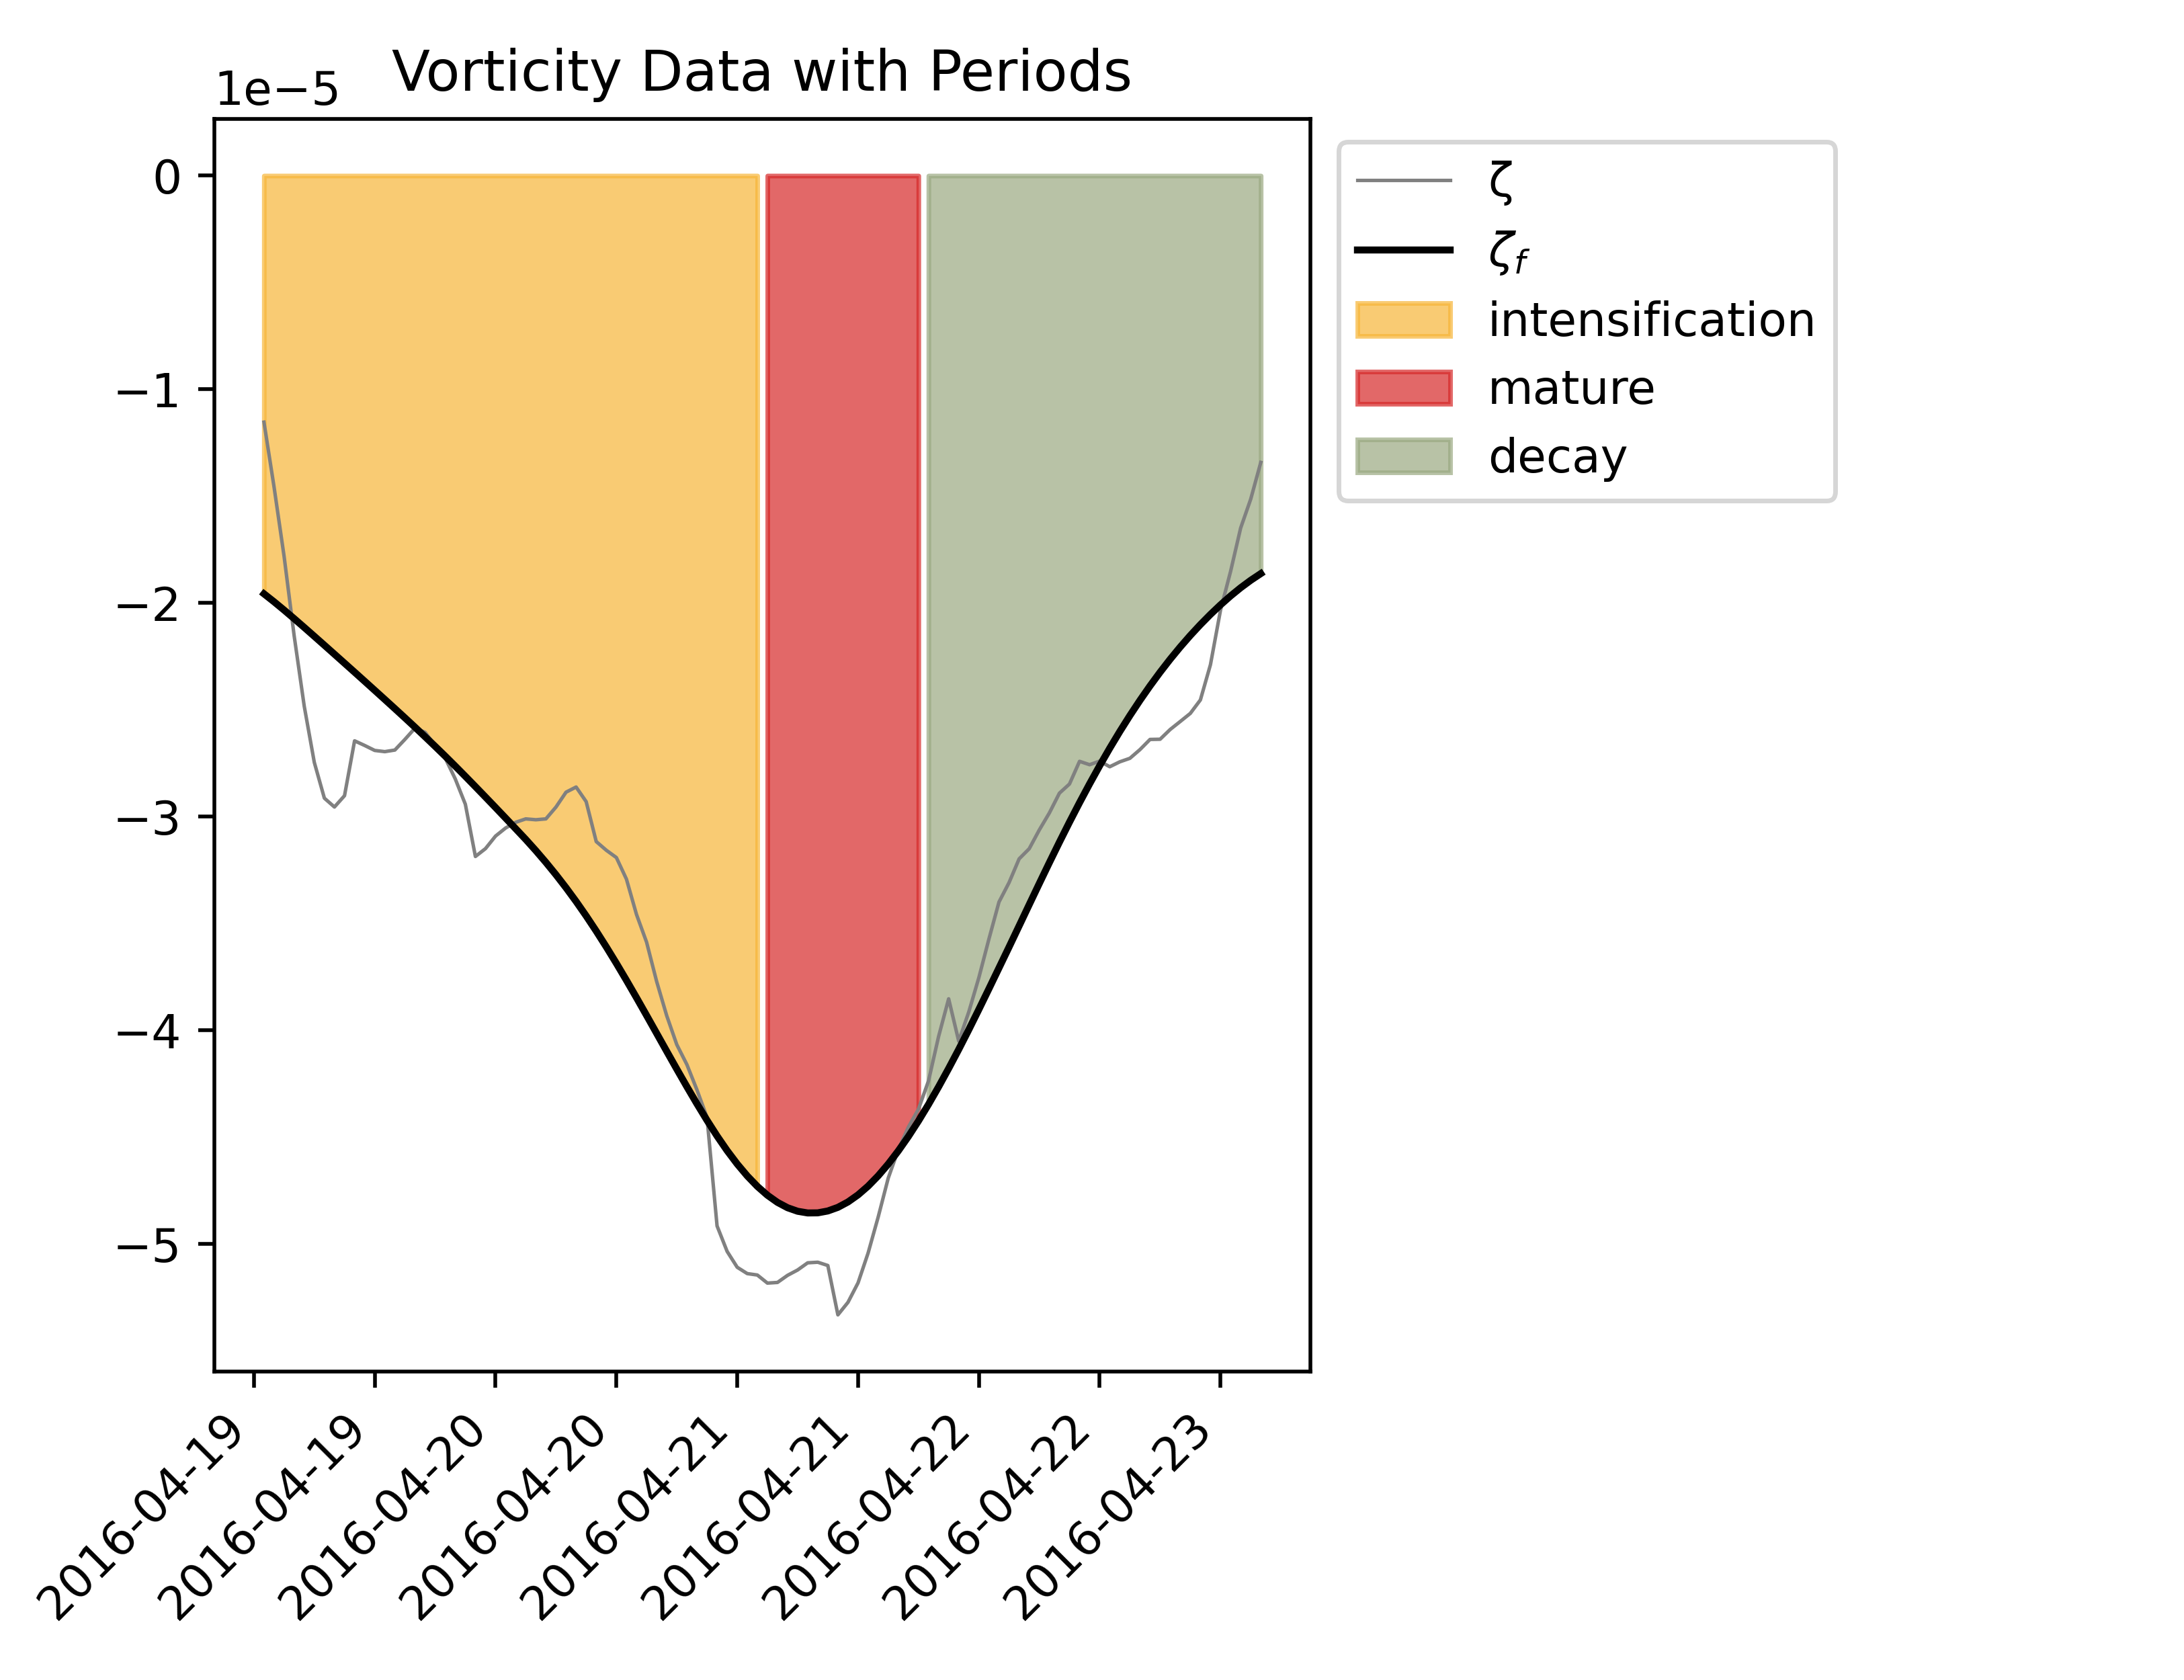 Vorticity Data with Periods
1e−5
0
−1
−2
−3
−4
−5
2016-04-19
2016-04-19
2016-04-20
2016-04-20
2016-04-21
2016-04-21
2016-04-22
2016-04-22
2016-04-23
ζ
ζf
intensification
mature
decay